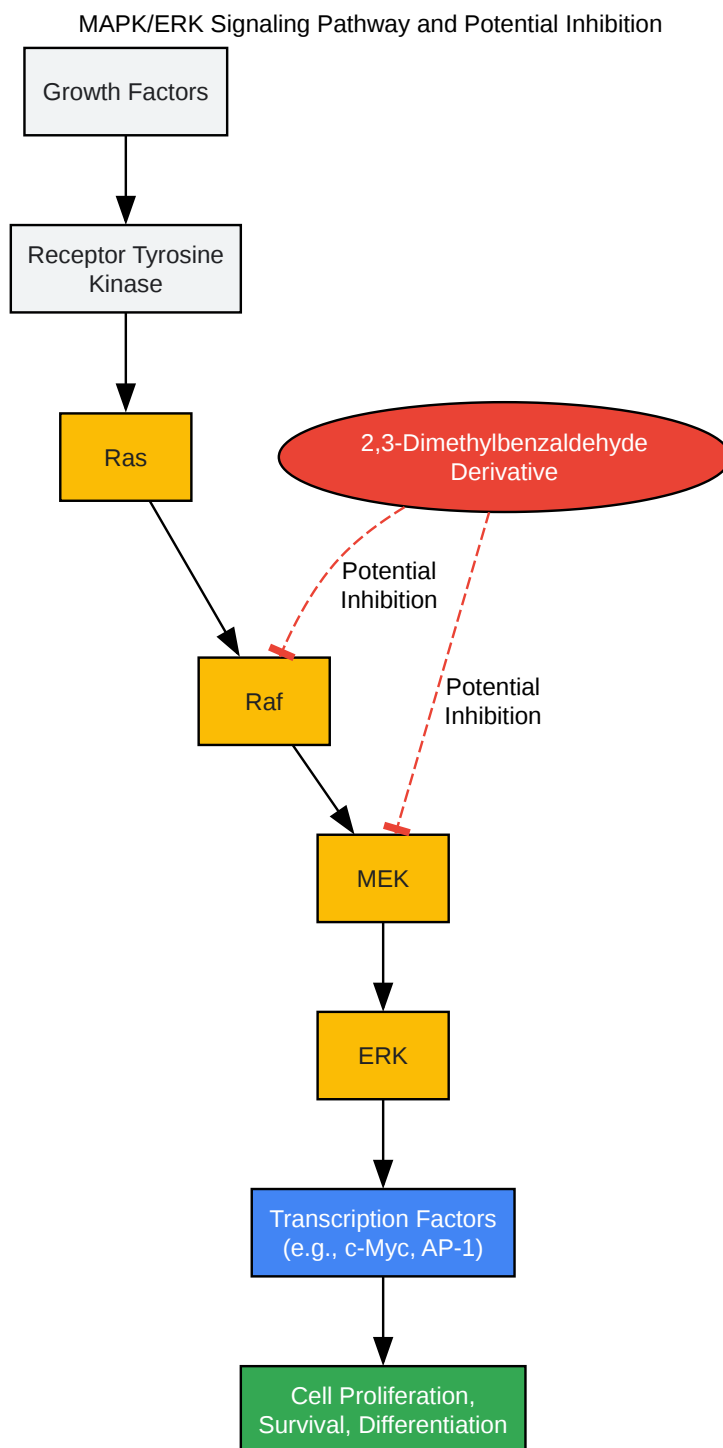 MAPK/ERK Signaling Pathway and Potential Inhibition
Growth Factors
Receptor Tyrosine
Kinase
Ras
2,3-Dimethylbenzaldehyde
Derivative
Potential
Inhibition
Raf
Potential
Inhibition
MEK
ERK
Transcription Factors
(e.g., c-Myc, AP-1)
Cell Proliferation,
Survival, Differentiation